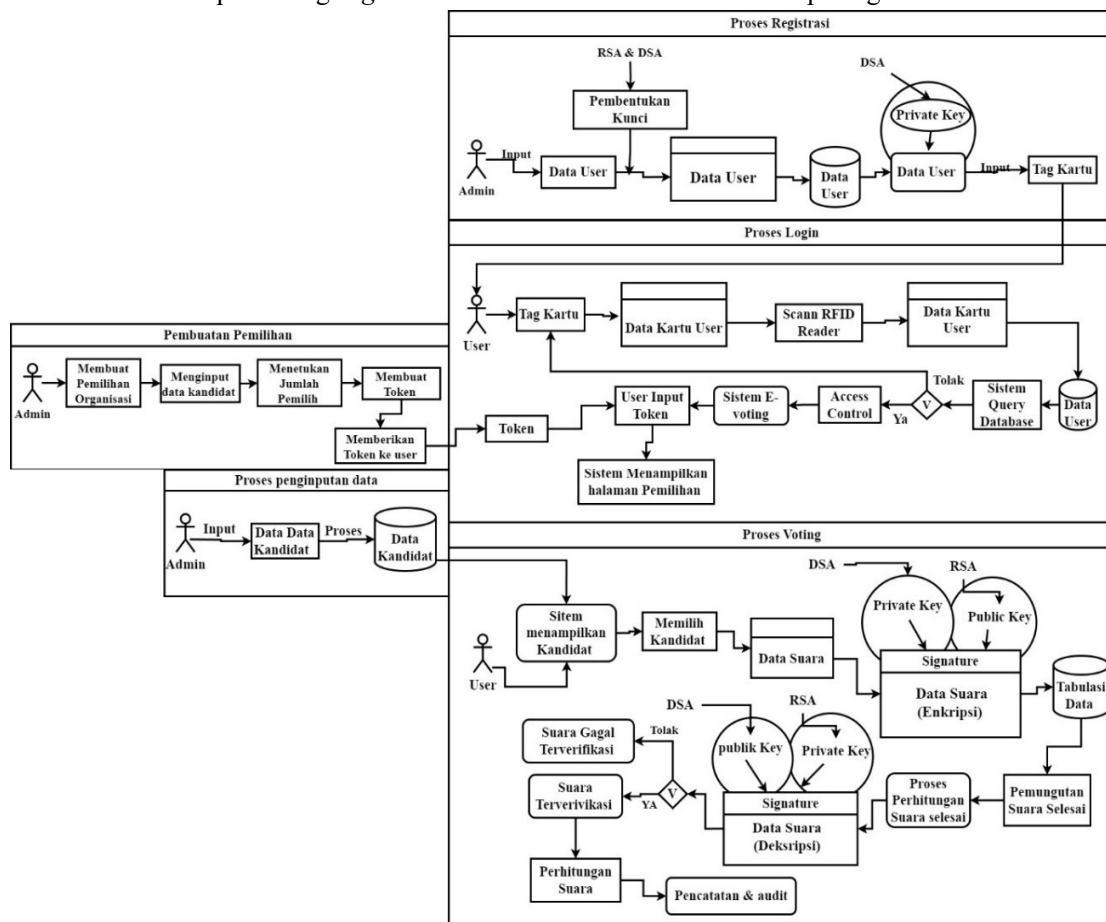 Proses Registrasi
RSA & DSA
DSA
Pembentukan
Kunci
Private Key
Input
Admin
Data User
Data User
Data
User
Data User
Input
Tag Kartu
Proses Login
User
Tag Kartu
Data Kartu User
Scann RFID
Reader
Data Kartu
User
Data
User
Sistem
Query
Database
V
Tolak
Ya
Access
Control
Sistem E-
voting
User Input
Token
Token
Sistem Menampilkan
halaman Pemilihan
Pembuatan Pemilihan
Admin
Membuat
Pemilihan
Organisasi
Menginput
data kandidat
Menetukan
Jumlah
Pemilih
Membuat
Token
Memberikan
Token ke user
Proses penginputan data
Admin
Input
Data Data
Kandidat
Proses
Data
Kandidat
Proses Voting
User
Sitem
menampilkan
Kandidat
Memilih
Kandidat
Data Suara
DSA
RSA
Private Key
Public Key
Signature
Data Suara
(Enkripsi)
Tabulasi
Data
Pemungutan
Suara Selesai
Proses
Perhitungan
Suara selesai
DSA
RSA
publik Key
Private Key
Signature
Data Suara
(Deksripsi)
V
Tolak
YA
Suara Gagal
Terverifikasi
Suara
Terverivikasi
Perhitungan
Suara
Pencatatan & audit